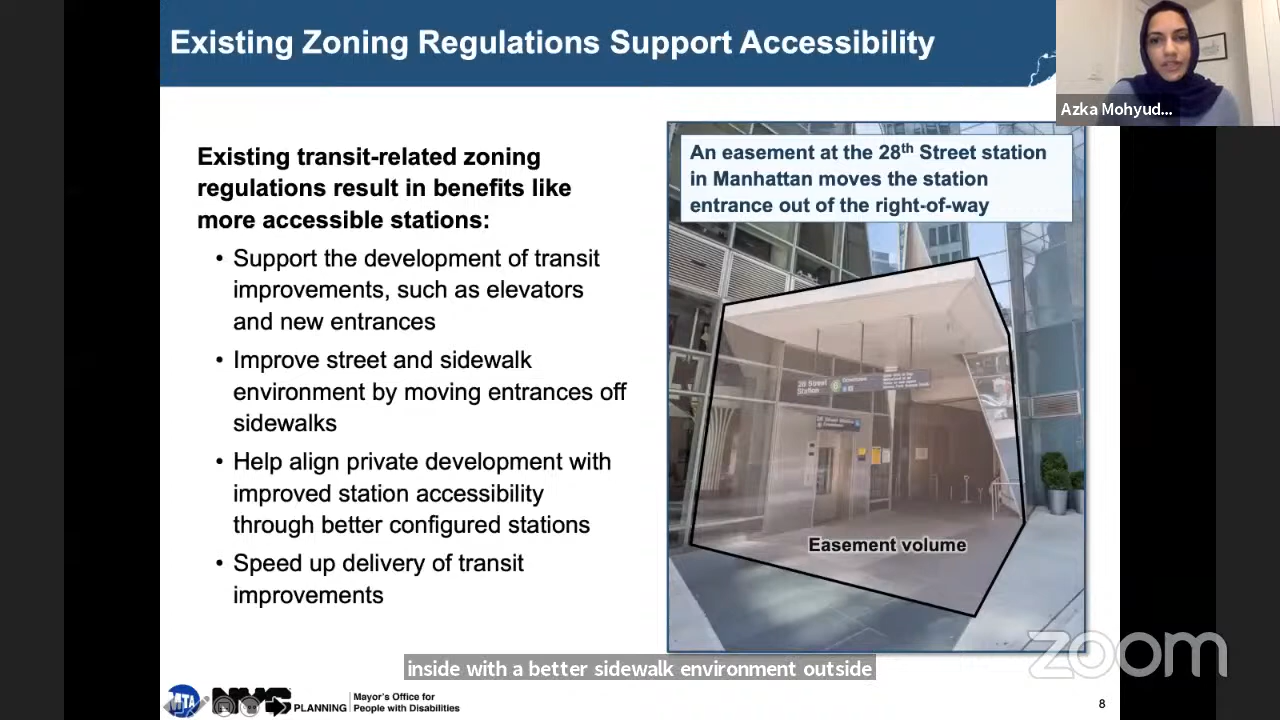 Existing Zoning Regulations Support Accessibility
Azka Mohyud...
Existing transit-related zoning
regulations result in benefits like
more accessible stations:
• Support the development of transit
improvements, such as elevators
and new entrances
• Improve street and sidewalk
environment by moving entrances off
sidewalks
• Help align private development with
improved station accessibility
through better configured stations
• Speed up delivery of transit
improvements
An easement at the 28th Street station
in Manhattan moves the station
entrance out of the right-of-way
28 Street
Station
6
Downtown
Easement volume
zoom
inside with a better sidewalk environment outside
MTA
NYC
PLANNING
Mayor's Office for
People with Disabilities
8